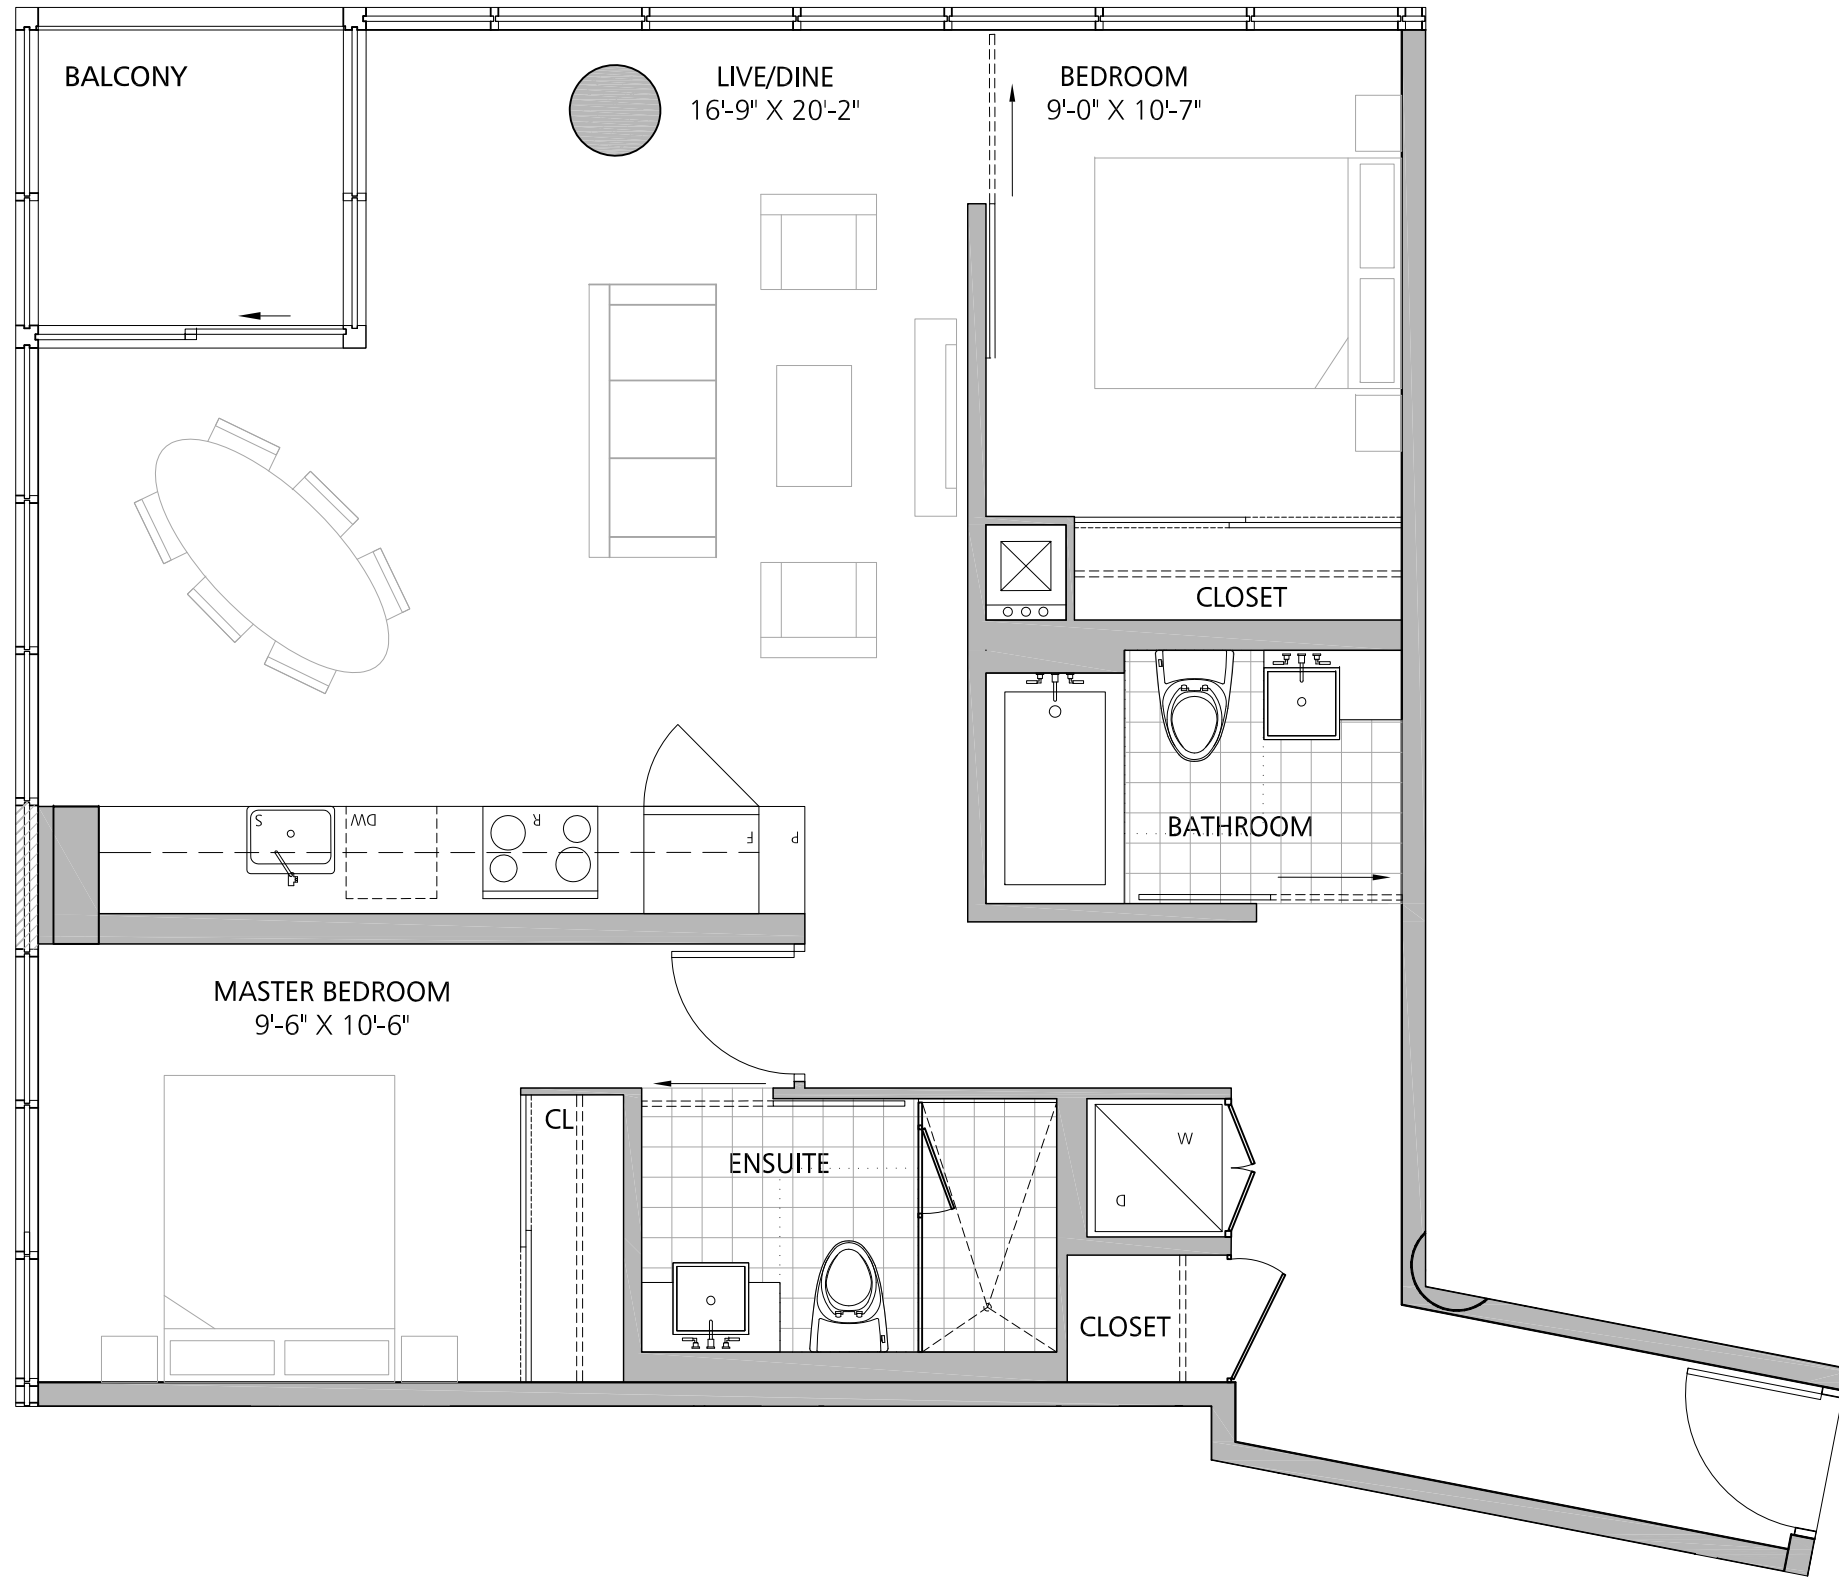 BALCONY
LIVE/DINE
16'-9" X 20'-2"
BEDROOM
9'-0" X 10'-7"
CLOSET
S
DW
R
F
P
BATHROOM
MASTER BEDROOM
9'-6" X 10'-6"
CL
ENSUITE
W
D
CLOSET